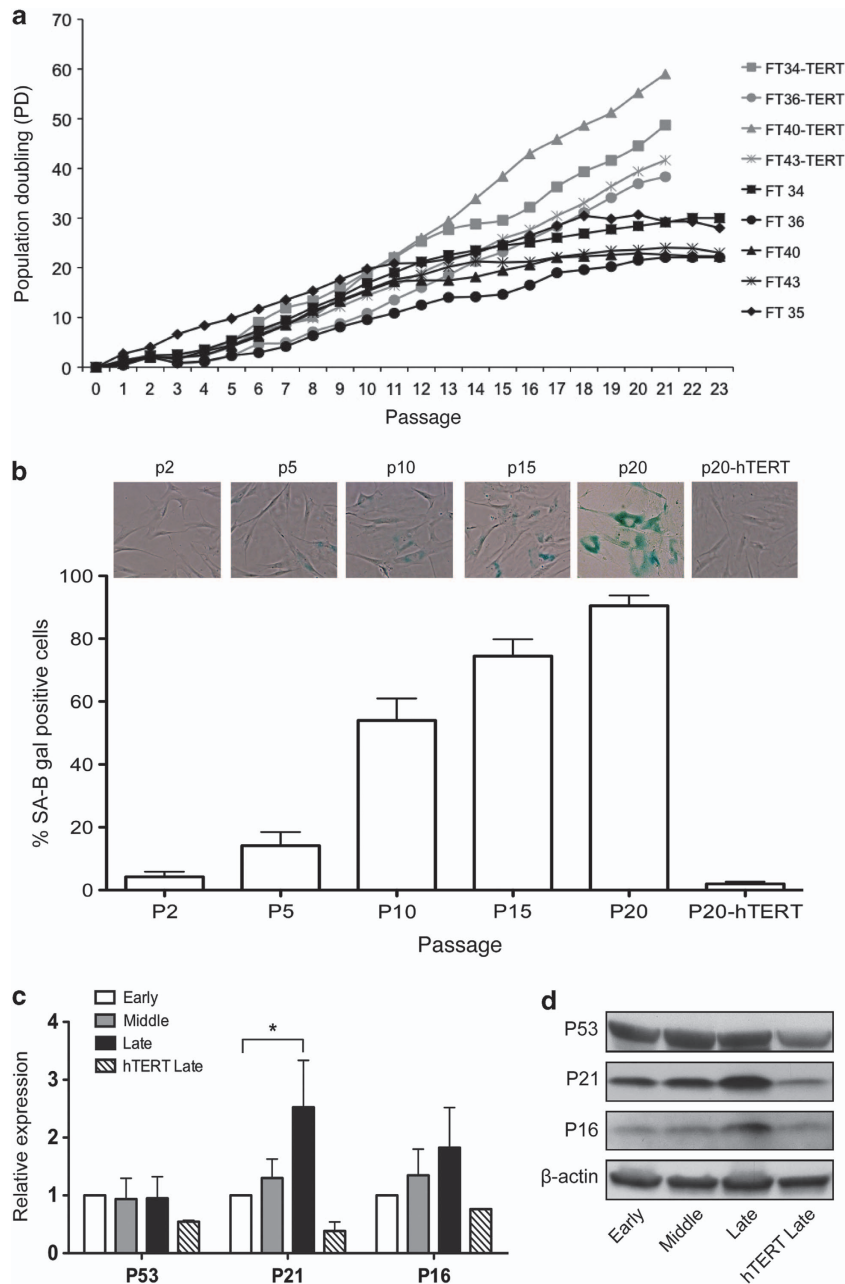 a
70
60
50
40
30
20
10
0
Population doubling (PD)
0 1 2 3 4 5 6 7 8 9 10 11 12 13 14 15 16 17 18 19 20 21 22 23
Passage
FT34-TERT
FT36-TERT
FT40-TERT
FT43-TERT
FT 34
FT 36
FT40
FT43
FT 35
b
p2 p5 p10 p15 p20 p20-hTERT
100
80
60
40
20
0
% SA-B gal positive cells
P2 P5 P10 P15 P20 P20-hTERT
Passage
c
Early
Middle
Late
hTERT Late
4
3
2
1
0
Relative expression
*
P53 P21 P16
d
P53
P21
P16
β-actin
Early Middle Late hTERT Late